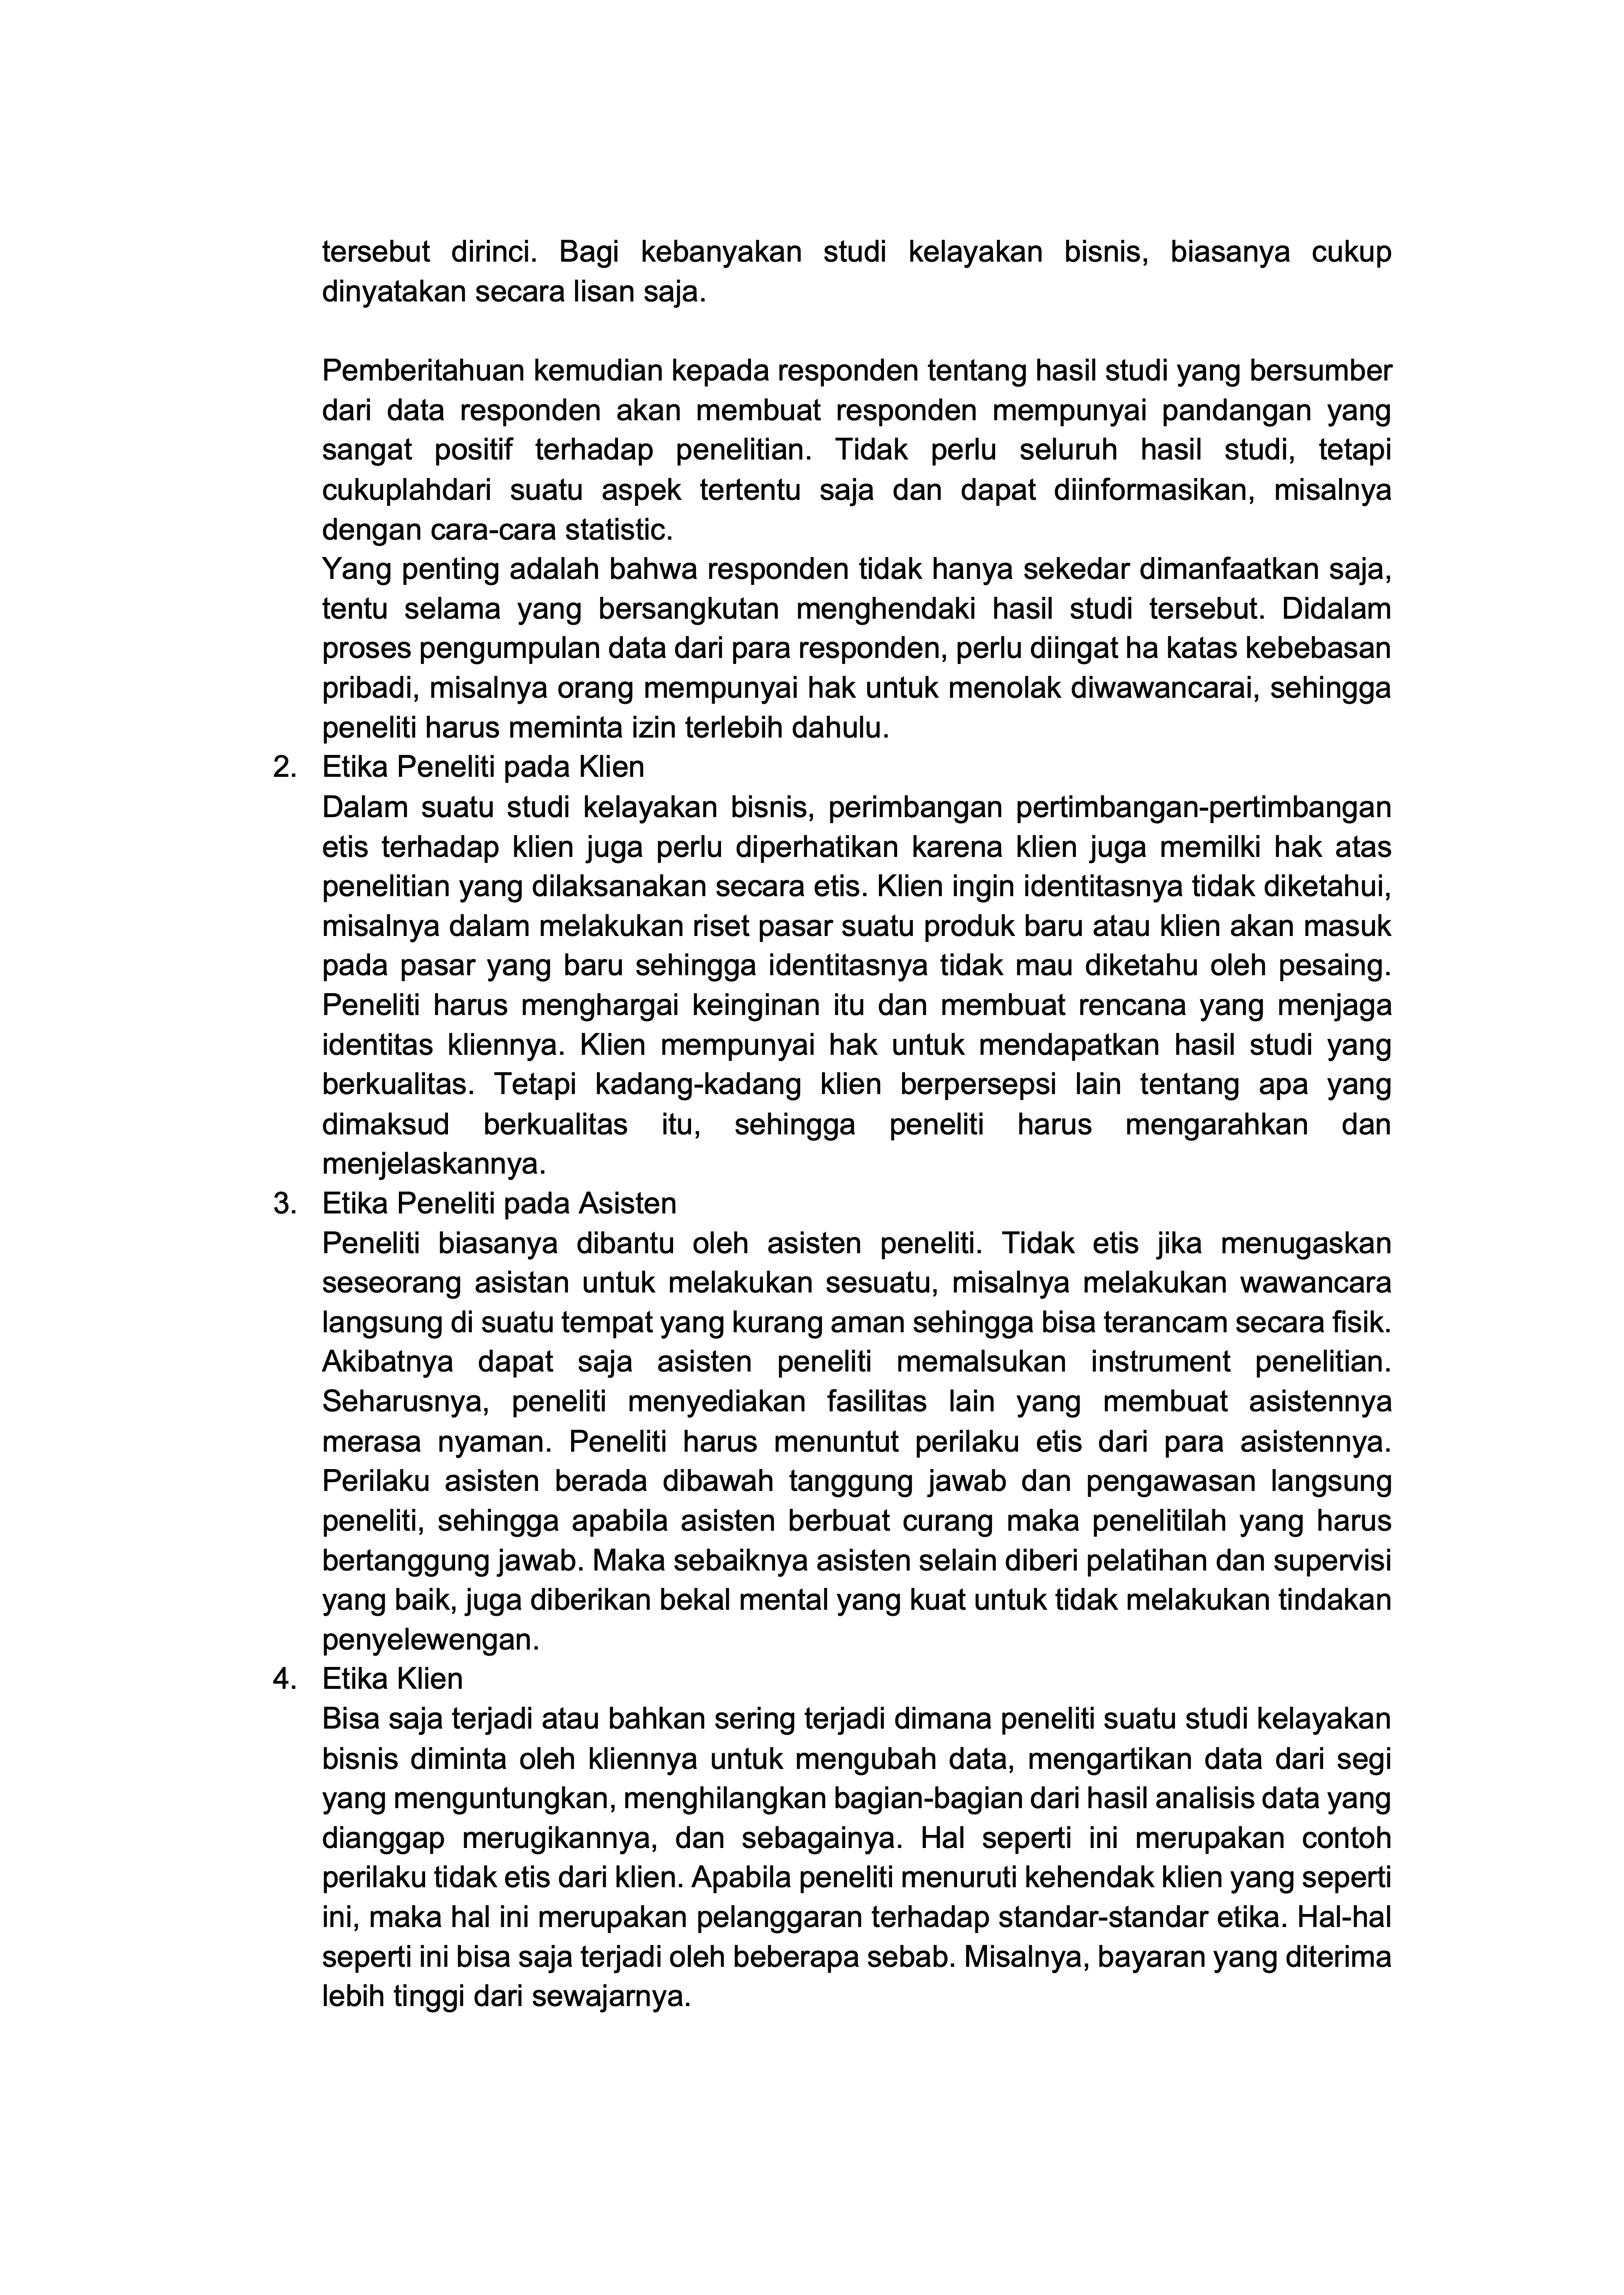 tersebut dirinci. Bagi kebanyakan studi kelayakan bisnis, biasanya cukup
dinyatakan secara lisan saja.
Pemberitahuan kemudian kepada responden tentang hasil studi yang bersumber
dari data responden akan membuat responden mempunyai pandangan yang
sangat positif terhadap penelitian. Tidak perlu seluruh hasil studi, tetapi
cukuplahdari suatu aspek tertentu saja dan dapat diinformasikan, misalnya
dengan cara-cara statistic.
Yang penting adalah bahwa responden tidak hanya sekedar dimanfaatkan saja,
tentu selama yang bersangkutan menghendaki hasil studi tersebut. Didalam
proses pengumpulan data dari para responden, perlu diingat ha katas kebebasan
pribadi, misalnya orang mempunyai hak untuk menolak diwawancarai, sehingga
peneliti harus meminta izin terlebih dahulu.
2. Etika Peneliti pada Klien
Dalam suatu studi kelayakan bisnis, perimbangan pertimbangan-pertimbangan
etis terhadap klien juga perlu diperhatikan karena klien juga memilki hak atas
penelitian yang dilaksanakan secara etis. Klien ingin identitasnya tidak diketahui,
misalnya dalam melakukan riset pasar suatu produk baru atau klien akan masuk
pada pasar yang baru sehingga identitasnya tidak mau diketahu oleh pesaing.
Peneliti harus menghargai keinginan itu dan membuat rencana yang menjaga
identitas kliennya. Klien mempunyai hak untuk mendapatkan hasil studi yang
berkualitas. Tetapi kadang-kadang klien berpersepsi lain tentang apa yang
dimaksud berkualitas itu, sehingga peneliti harus mengarahkan dan
menjelaskannya.
3. Etika Peneliti pada Asisten
Peneliti biasanya dibantu oleh asisten peneliti. Tidak etis jika menugaskan
seseorang asistan untuk melakukan sesuatu, misalnya melakukan wawancara
langsung di suatu tempat yang kurang aman sehingga bisa terancam secara fisik.
Akibatnya dapat saja asisten peneliti memalsukan instrument penelitian.
Seharusnya, peneliti menyediakan fasilitas lain yang membuat asistennya
merasa nyaman. Peneliti harus menuntut perilaku etis dari para asistennya.
Perilaku asisten berada dibawah tanggung jawab dan pengawasan langsung
peneliti, sehingga apabila asisten berbuat curang maka penelitilah yang harus
bertanggung jawab. Maka sebaiknya asisten selain diberi pelatihan dan supervisi
yang baik, juga diberikan bekal mental yang kuat untuk tidak melakukan tindakan
penyelewengan.
4. Etika Klien
Bisa saja terjadi atau bahkan sering terjadi dimana peneliti suatu studi kelayakan
bisnis diminta oleh kliennya untuk mengubah data, mengartikan data dari segi
yang menguntungkan, menghilangkan bagian-bagian dari hasil analisis data yang
dianggap merugikannya, dan sebagainya. Hal seperti ini merupakan contoh
perilaku tidak etis dari klien. Apabila peneliti menuruti kehendak klien yang seperti
ini, maka hal ini merupakan pelanggaran terhadap standar-standar etika. Hal-hal
seperti ini bisa saja terjadi oleh beberapa sebab. Misalnya, bayaran yang diterima
lebih tinggi dari sewajarnya.